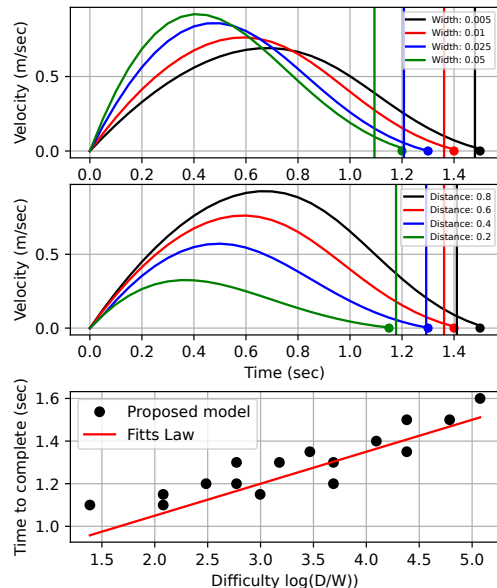 Velocity (m/sec)
0.5
0.0
Width: 0.005
Width: 0.01
Width: 0.025
Width: 0.05
0.0 0.2 0.4 0.6 0.8 1.0 1.2 1.4
Velocity (m/sec)
0.5
0.0
Distance: 0.8
Distance: 0.6
Distance: 0.4
Distance: 0.2
0.0 0.2 0.4 0.6 0.8 1.0 1.2 1.4
Time (sec)
Time to complete (sec)
1.6
1.4
1.2
1.0
Proposed model
Fitts Law
1.5 2.0 2.5 3.0 3.5 4.0 4.5 5.0
Difficulty log(D/W))